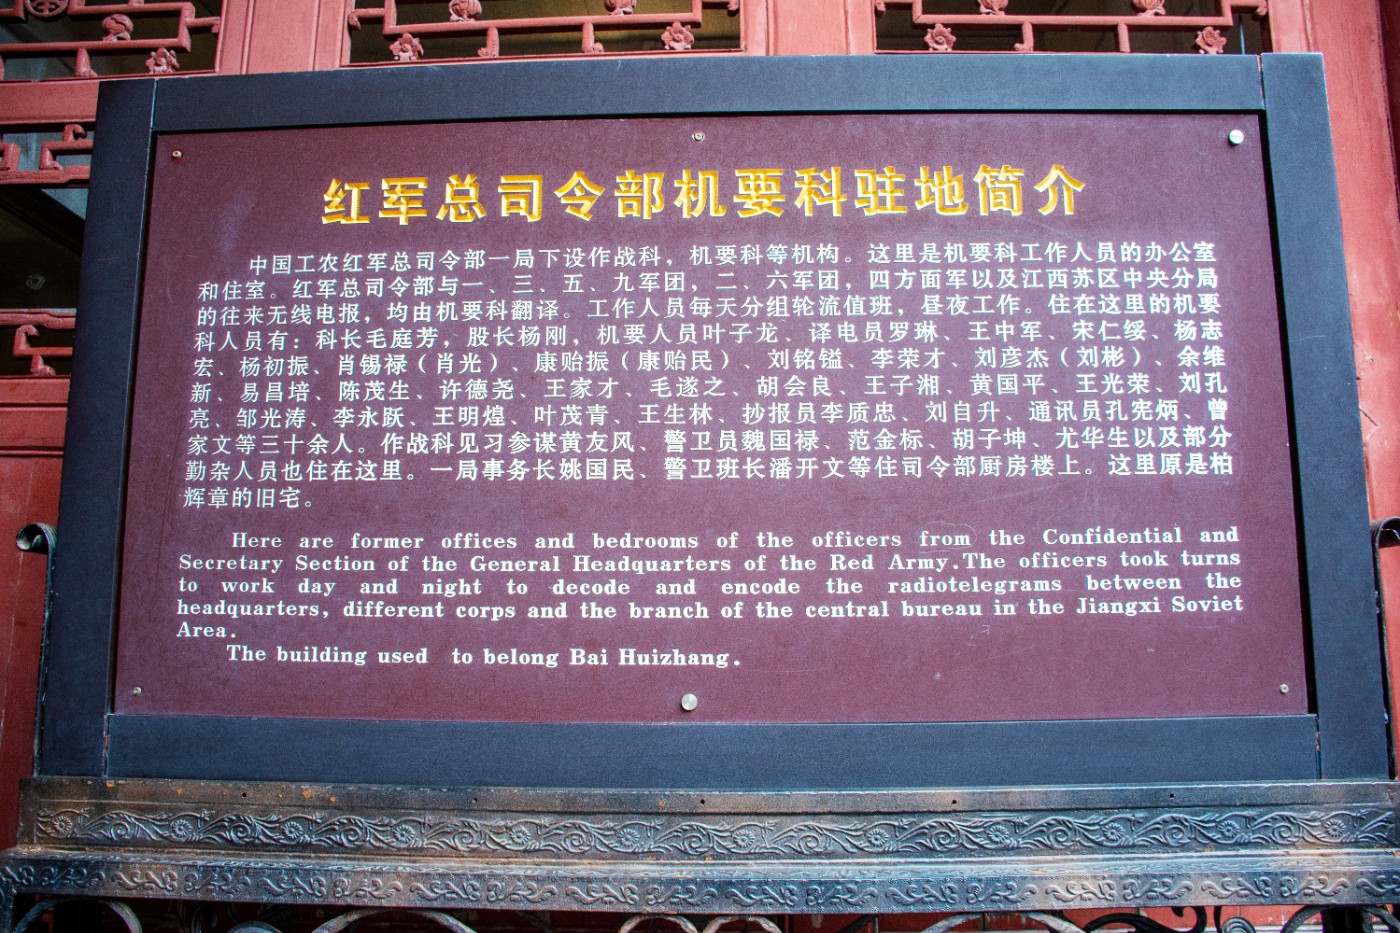 红军总司令部机要科驻地简介
中国工农红军总司令部一局下设作战科，机要科等机构。这里是机要科工作人员的办公室
和住室。红军总司令部与一、三、五、九军团，二、六军团，四方面军以及江西苏区中央分局
的往来无线电报，均由机要科翻译。工作人员每天分组轮流值班，昼夜工作。住在这里的机要
科人员有：科长毛庭芳，股长杨刚，机要人员叶子龙、译电员罗琳、王中军、宋仁绥、杨志
宏、杨初振、肖锡禄（肖光）、康贻振（康贻民）、刘铭镒、李荣才、刘彦杰（刘彬）、余维
新、易昌培、陈茂生、许德尧、王家才、毛遂之、胡会良、王子湘、黄国平、王光荣、刘孔
亮、邹光涛、李永跃、王明煌、叶茂青、王生林、抄报员李质忠、刘自升、通讯员孔宪炳、曾
家文等三十余人。作战科见习参谋黄友风、警卫员魏国禄、范金标、胡子坤、尤华生以及部分
勤杂人员也住在这里。一局事务长姚国民、警卫班长潘开文等住司令部厨房楼上。这里原是柏
辉章的旧宅。
Here are former offices and bedrooms of the officers from the Confidential and
Secretary Section of the General Headquarters of the Red Army.The officers took turns
to work day and night to decode and encode the radiotelegrams between the
headquarters, different corps and the branch of the central bureau in the Jiangxi Soviet
Area.
The building used to belong Bai Huizhang.